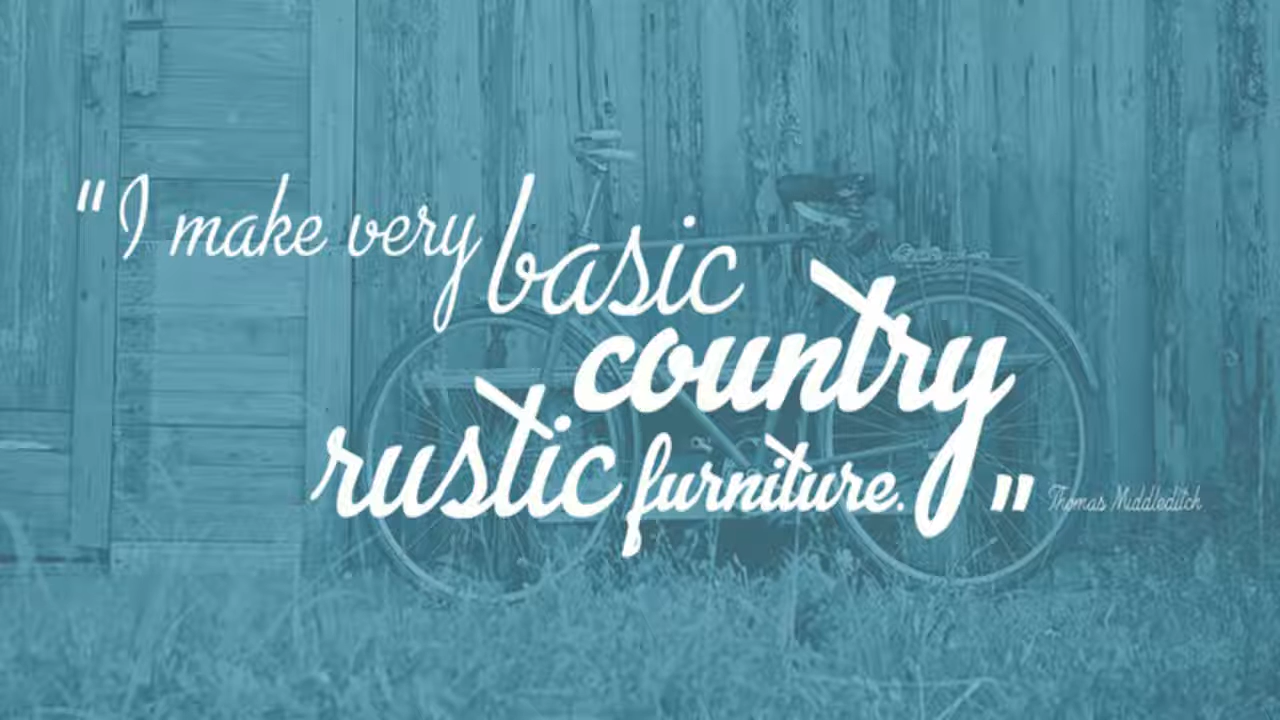 "I make very basic
country
rustic furniture."
Thomas Middleditch